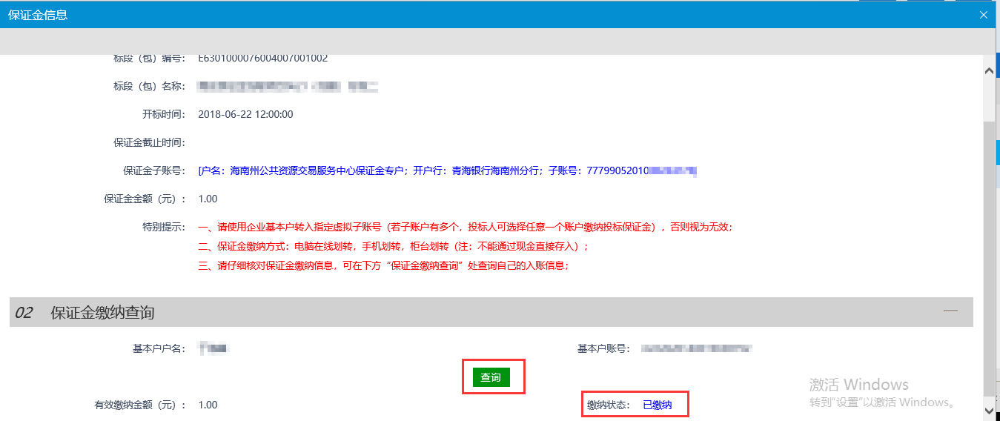 保证金信息
标段（包）编号： E6301000076004007001002
标段（包）名称：
开标时间： 2018-06-22 12:00:00
保证金截止时间：
保证金子账号： [户名：海南州公共资源交易服务中心保证金专户；开户行：青海银行海南州分行；子账号：77799052010
保证金金额（元）： 1.00
特别提示： 一、请使用企业基本户转入指定虚拟子账号（若子账户有多个，投标人可选择任意一个账户缴纳投标保证金），否则视为无效；
二、保证金缴纳方式：电脑在线划转，手机划转，柜台划转（注：不能通过现金直接存入）；
三、请仔细核对保证金缴纳信息，可在下方“保证金缴纳查询”处查询自己的入账信息；
02 保证金缴纳查询
基本户户名： 基本户账号：
查询
有效缴纳金额（元）： 1.00 缴纳状态： 已缴纳
激活 Windows
转到“设置”以激活 Windows。